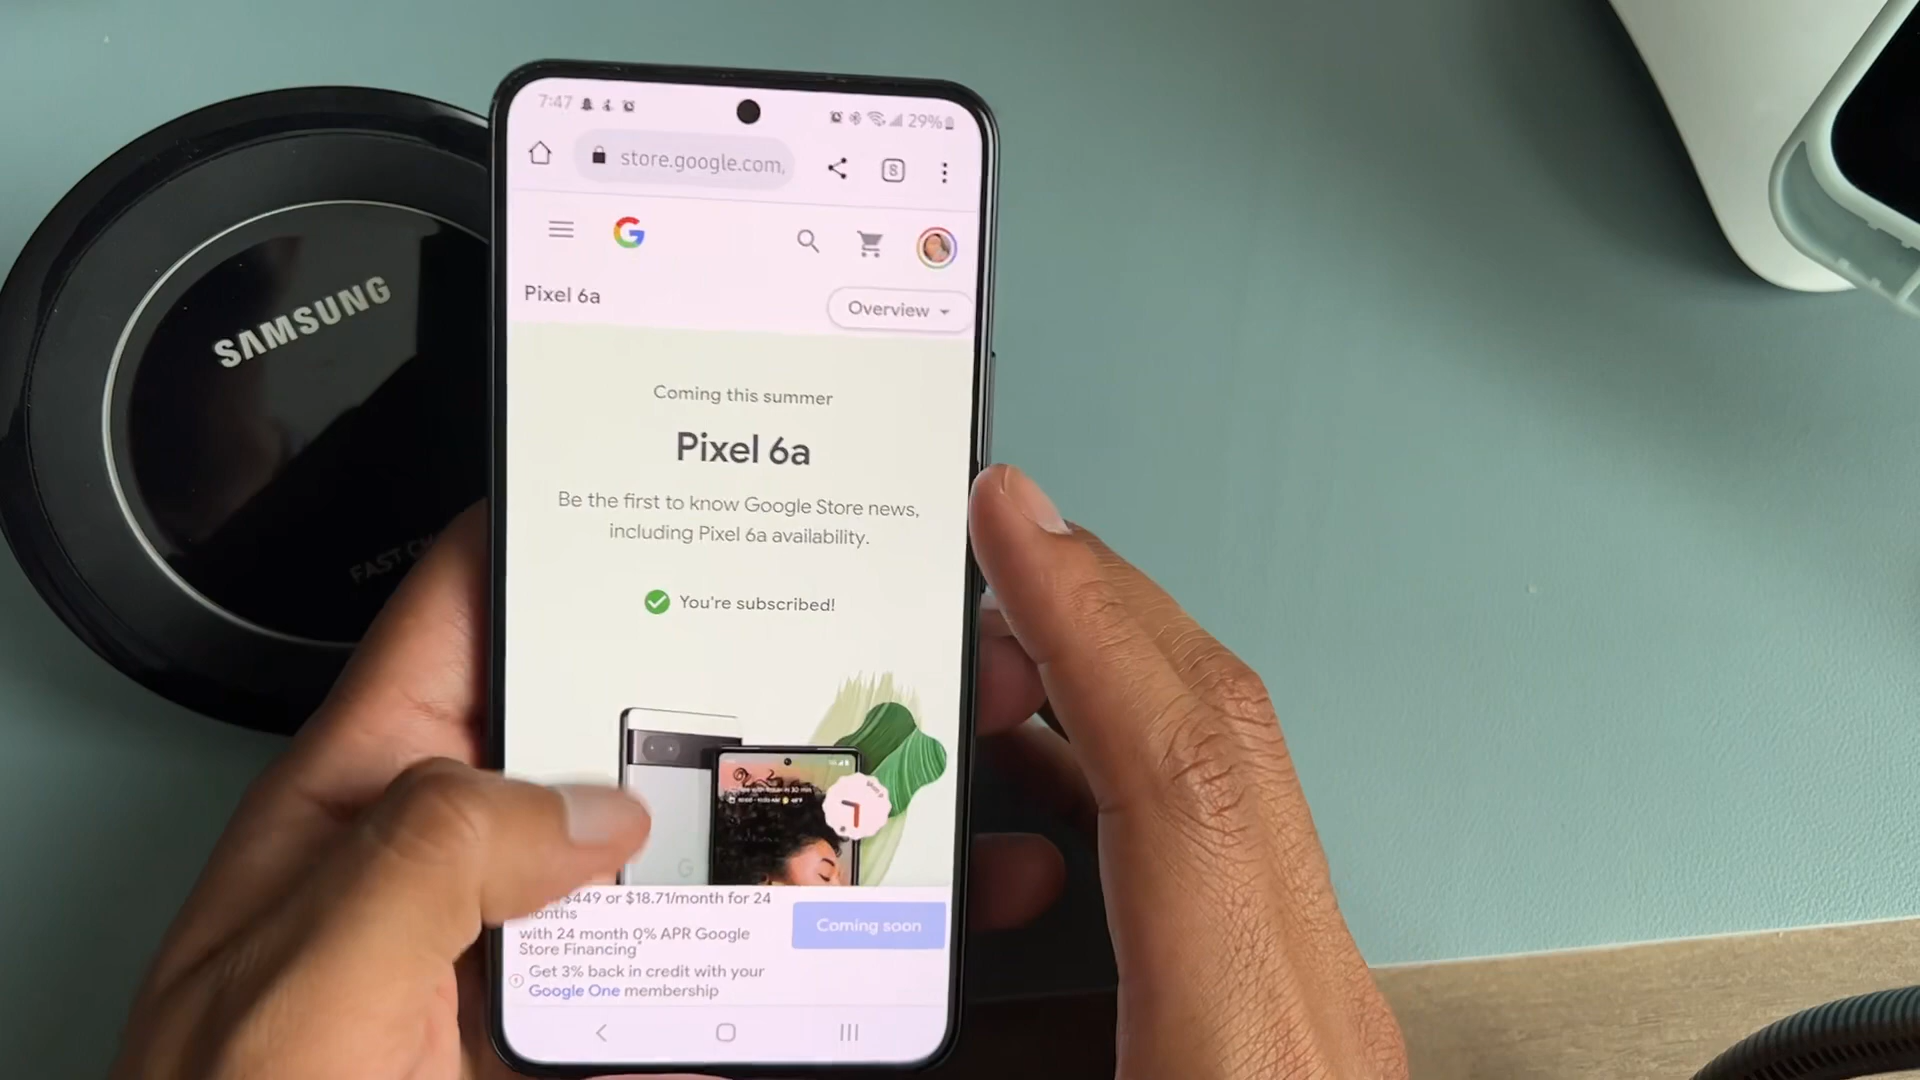 7:47
29%
store.google.com
8
Pixel 6a
Overview
Coming this summer
Pixel 6a
Be the first to know Google Store news,
including Pixel 6a availability.
You're subscribed!
$449 or $18.71/month for 24
months
with 24 month 0% APR Google
Store Financing*
Get 3% back in credit with your
Google One membership
Coming soon
SAMSUNG
FAST